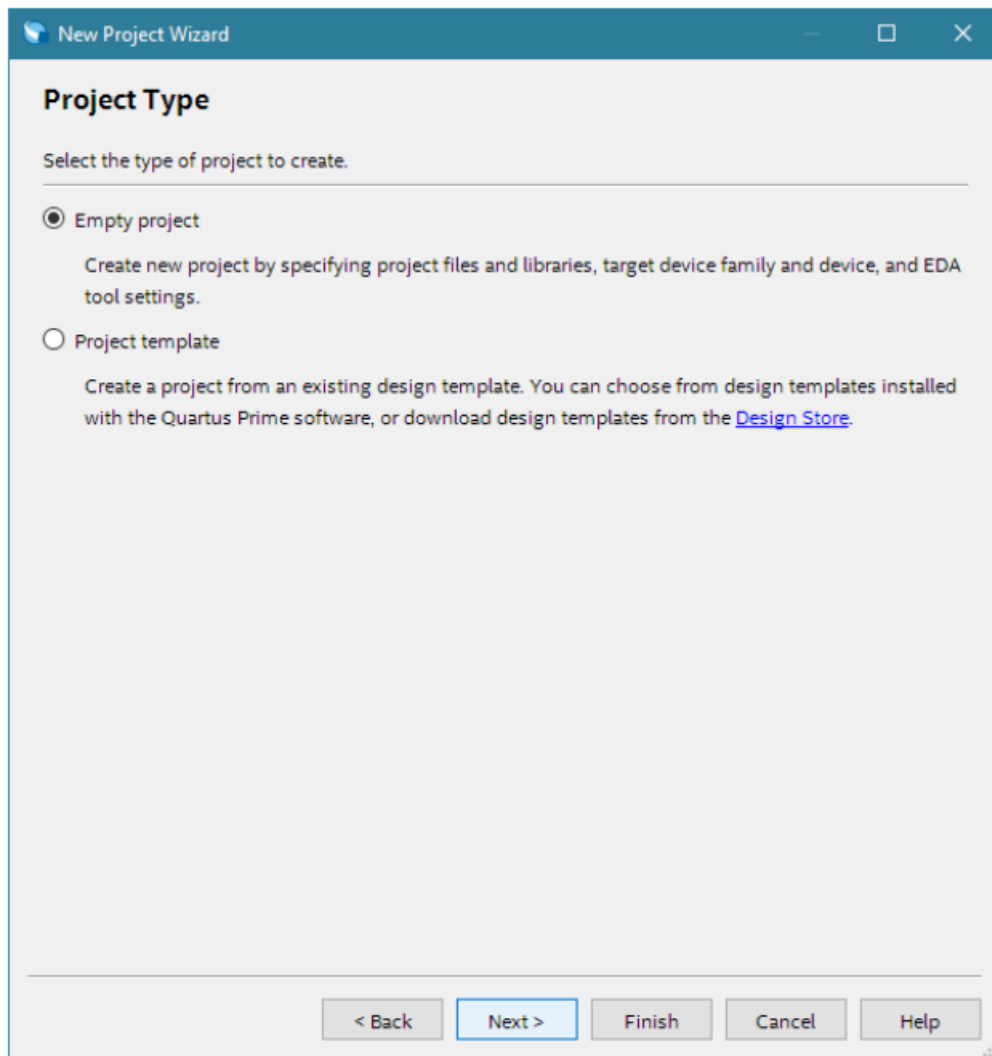 New Project Wizard
Project Type
Select the type of project to create.
Empty project
Create new project by specifying project files and libraries, target device family and device, and EDA
tool settings.
Project template
Create a project from an existing design template. You can choose from design templates installed
with the Quartus Prime software, or download design templates from the Design Store.
< Back Next > Finish Cancel Help